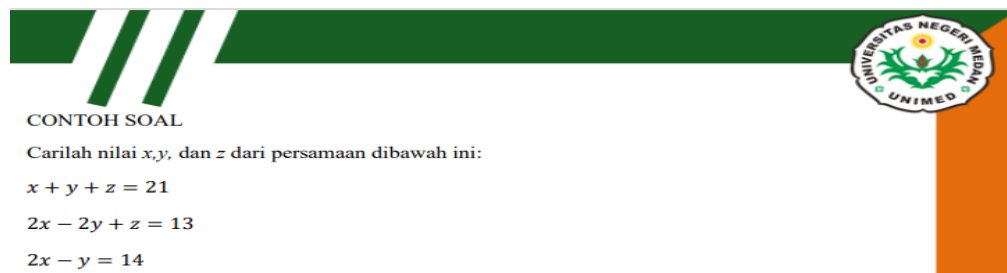 UNIVERSITAS NEGERI MEDAN
UNIMED
CONTOH SOAL
Carilah nilai x,y, dan z dari persamaan dibawah ini:
x + y + z = 21
2x − 2y + z = 13
2x − y = 14